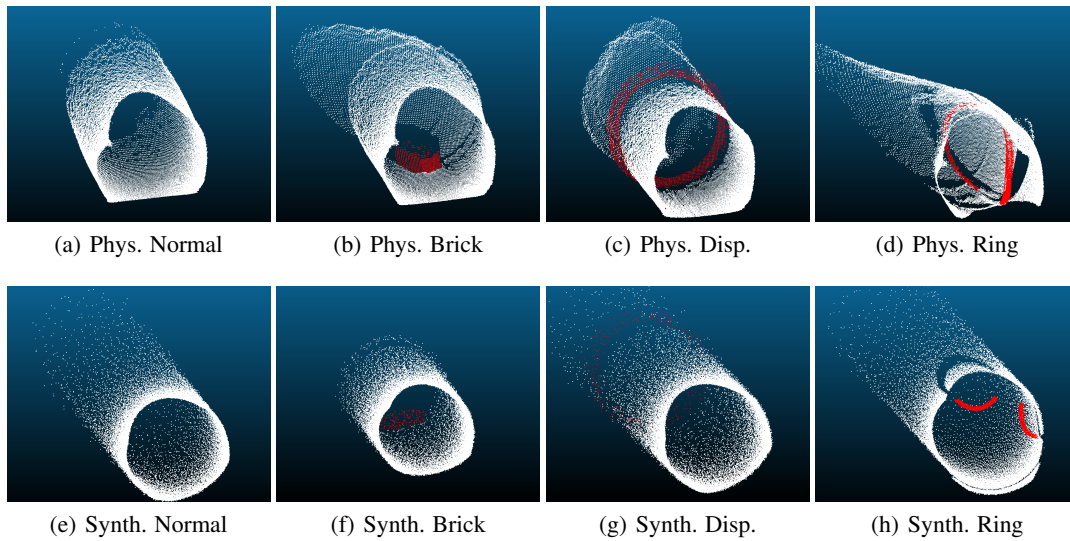 (a) Phys. Normal
(b) Phys. Brick
(c) Phys. Disp.
(d) Phys. Ring
(e) Synth. Normal
(f) Synth. Brick
(g) Synth. Disp.
(h) Synth. Ring